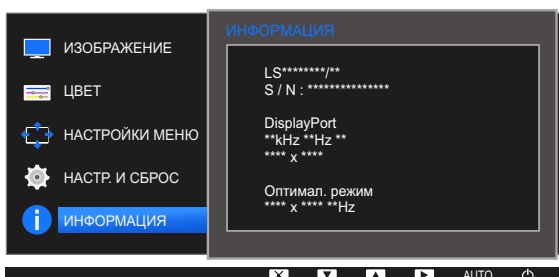 ИЗОБРАЖЕНИЕ
ЦВЕТ
НАСТРОЙКИ МЕНЮ
НАСТР. И СБРОС
ИНФОРМАЦИЯ
ИНФОРМАЦИЯ
LS********/**
S / N : ***************
DisplayPort
**kHz **Hz **
**** x ****
Оптимал. режим
**** x **** **Hz
AUTO